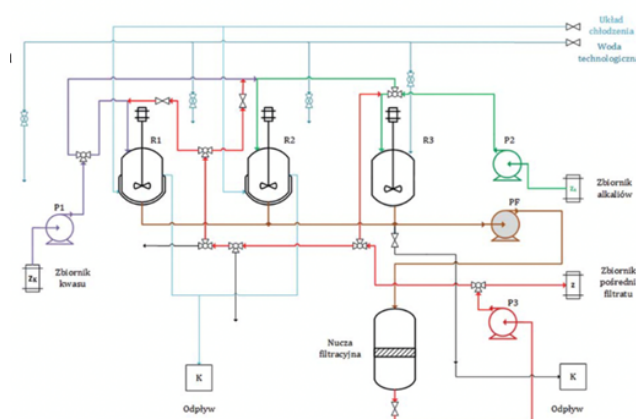 Układ
chłodzenia
Woda
technologiczna
R1
R2
R3
P2
P1
PF
Zbiornik
alkaliów
Zbiornik
kwasu
Zbiornik
pośredni
filtratu
Z
P3
Nucza
filtracyjna
K
K
Odpływ
Odpływ